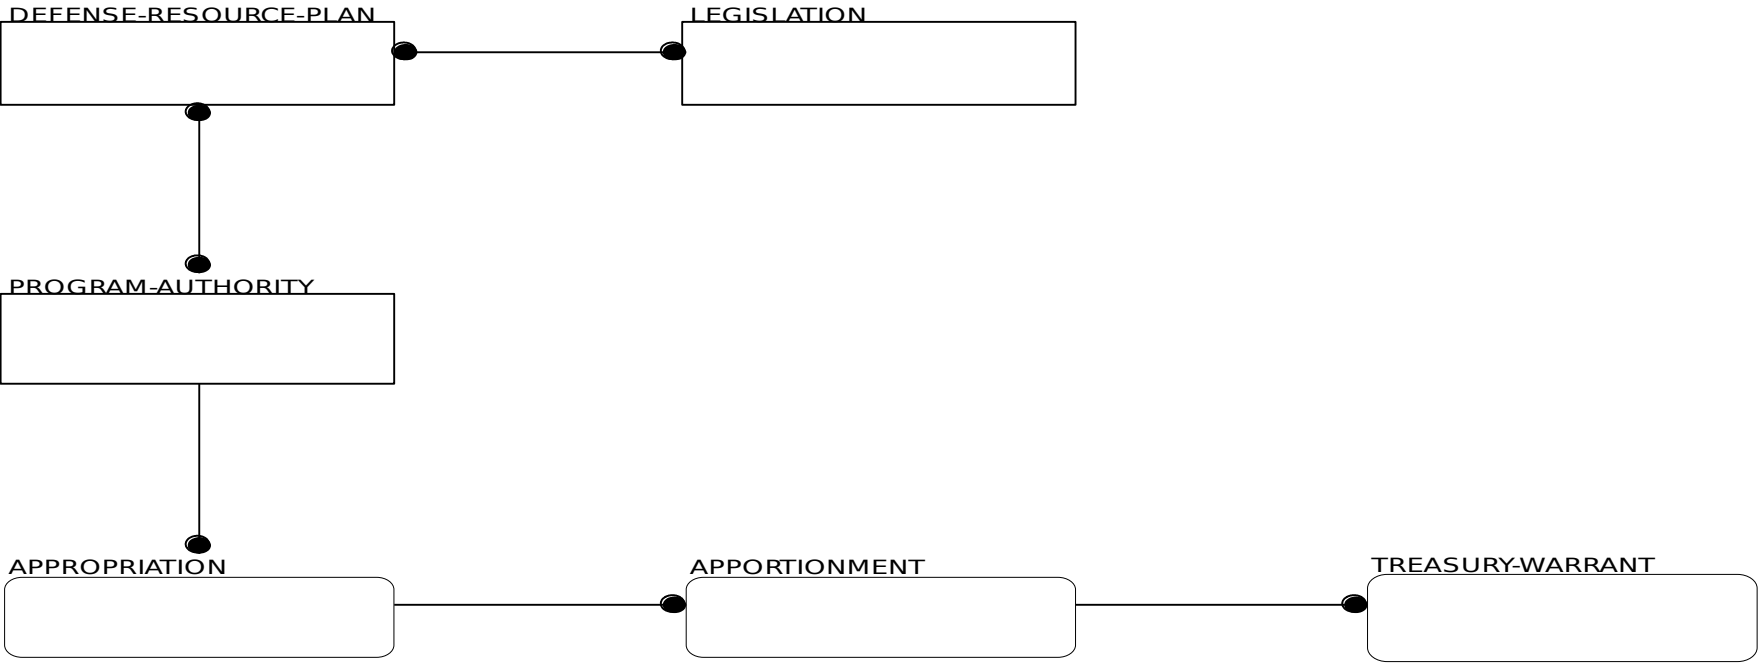 DEFENSE-RESOURCE-PLAN
LEGISLATION
PROGRAM-AUTHORITY
APPROPRIATION
APPORTIONMENT
TREASURY-WARRANT